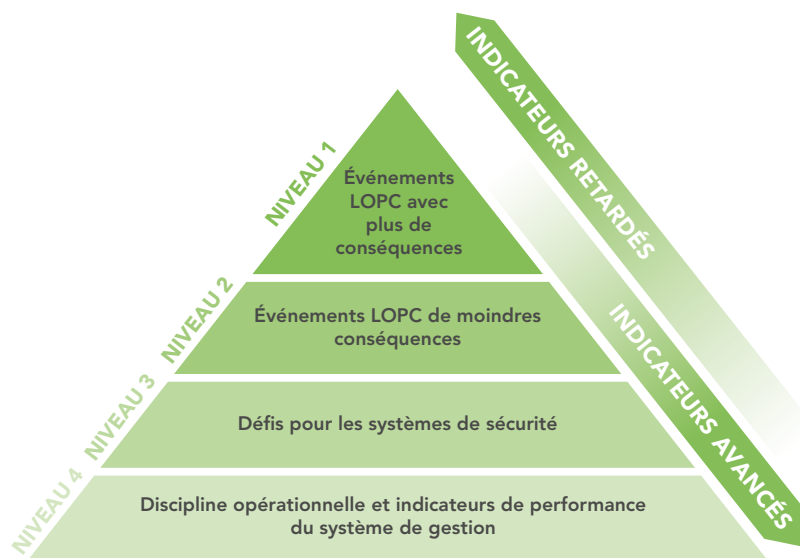 INDICATEURS RETARDÉS
NIVEAU 1
Événements
LOPC avec
plus de
conséquences
NIVEAU 2
Événements LOPC de moindres
conséquences
INDICATEURS AVANCÉS
NIVEAU 3
Défis pour les systèmes de sécurité
NIVEAU 4
Discipline opérationnelle et indicateurs de performance
du système de gestion